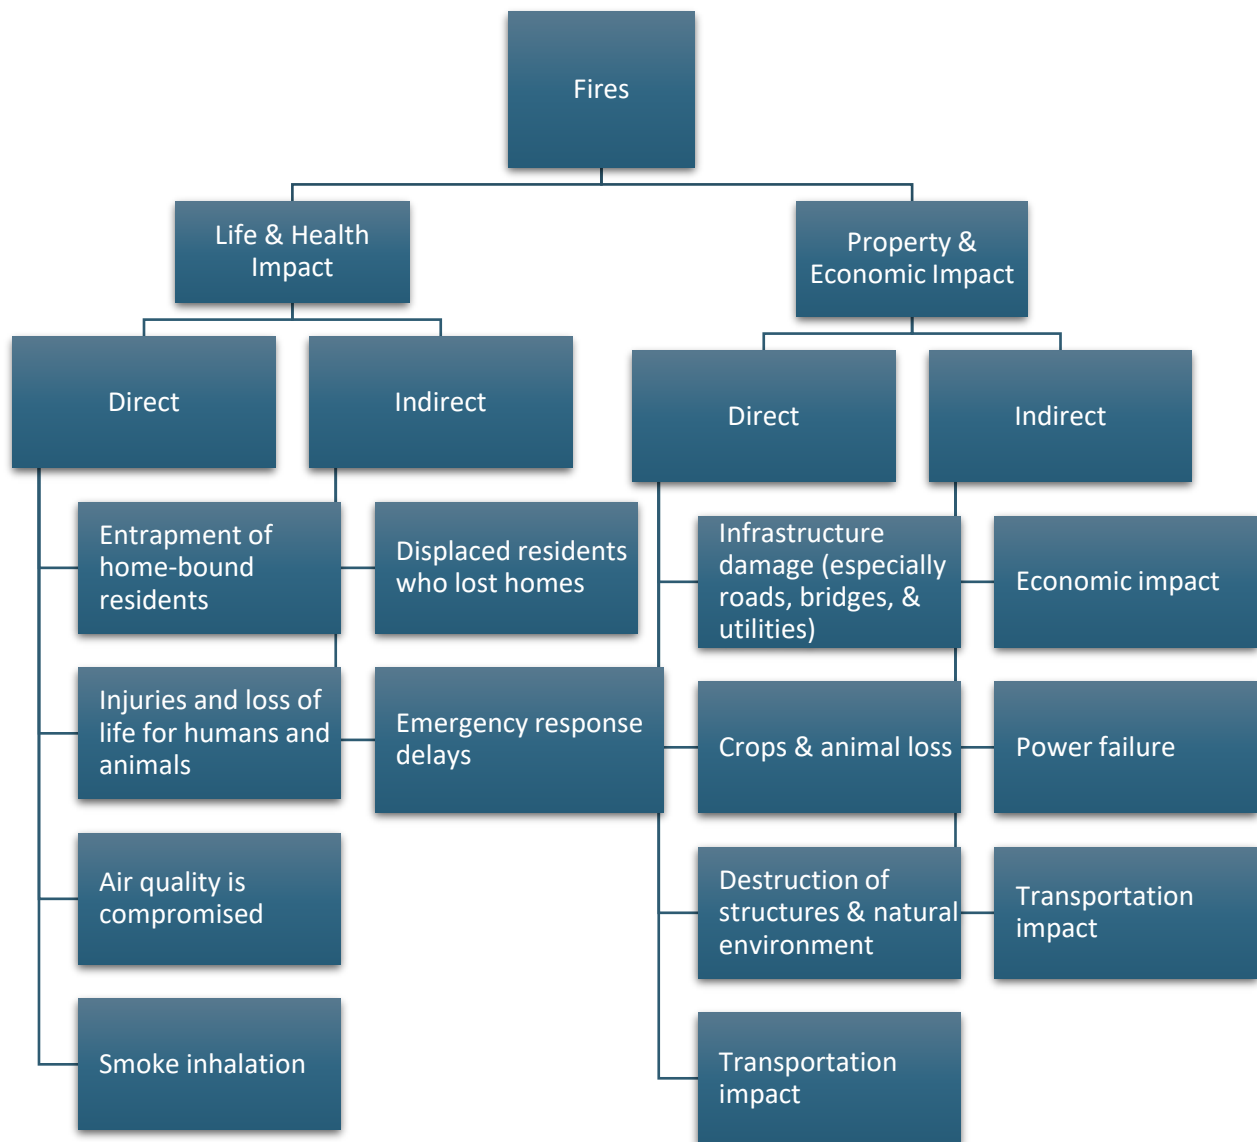 Fires
Life & Health
Impact
Property &
Economic Impact
Direct
Indirect
Direct
Indirect
Entrapment of
home-bound
residents
Displaced residents
who lost homes
Infrastructure
damage (especially
roads, bridges, &
utilities)
Economic impact
Injuries and loss of
life for humans and
animals
Emergency response
delays
Crops & animal loss
Power failure
Air quality is
compromised
Destruction of
structures & natural
environment
Transportation
impact
Smoke inhalation
Transportation
impact